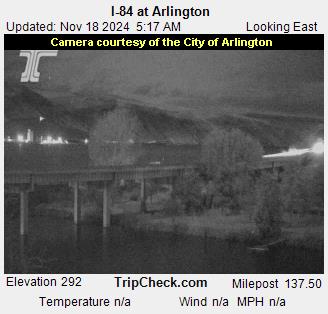 I-84 at Arlington
Updated: Nov 18 2024 5:17 AM Looking East
Camera courtesy of the City of Arlington
Elevation 292 TripCheck.com Milepost 137.50
Temperature n/a Wind n/a MPH n/a